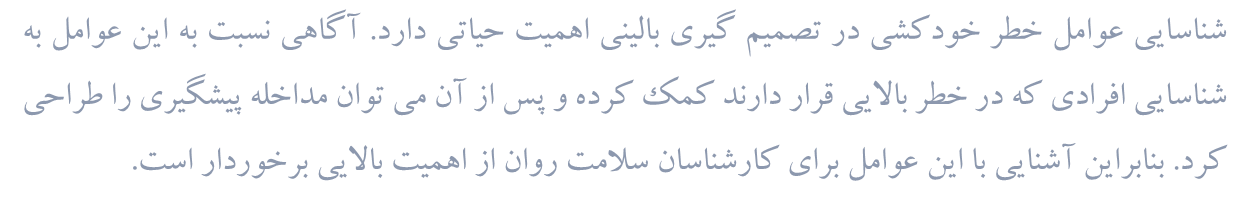 شناسایی عوامل خطر خودکشی در تصمیم گیری بالینی اهمیت حیاتی دارد. آگاهی نسبت به این عوامل به
شناسایی افرادی که در خطر بالایی قرار دارند کمک کرده و پس از آن می توان مداخله پیشگیری را طراحی
کرد. بنابراین آشنایی با این عوامل برای کارشناسان سلامت روان از اهمیت بالایی برخوردار است.